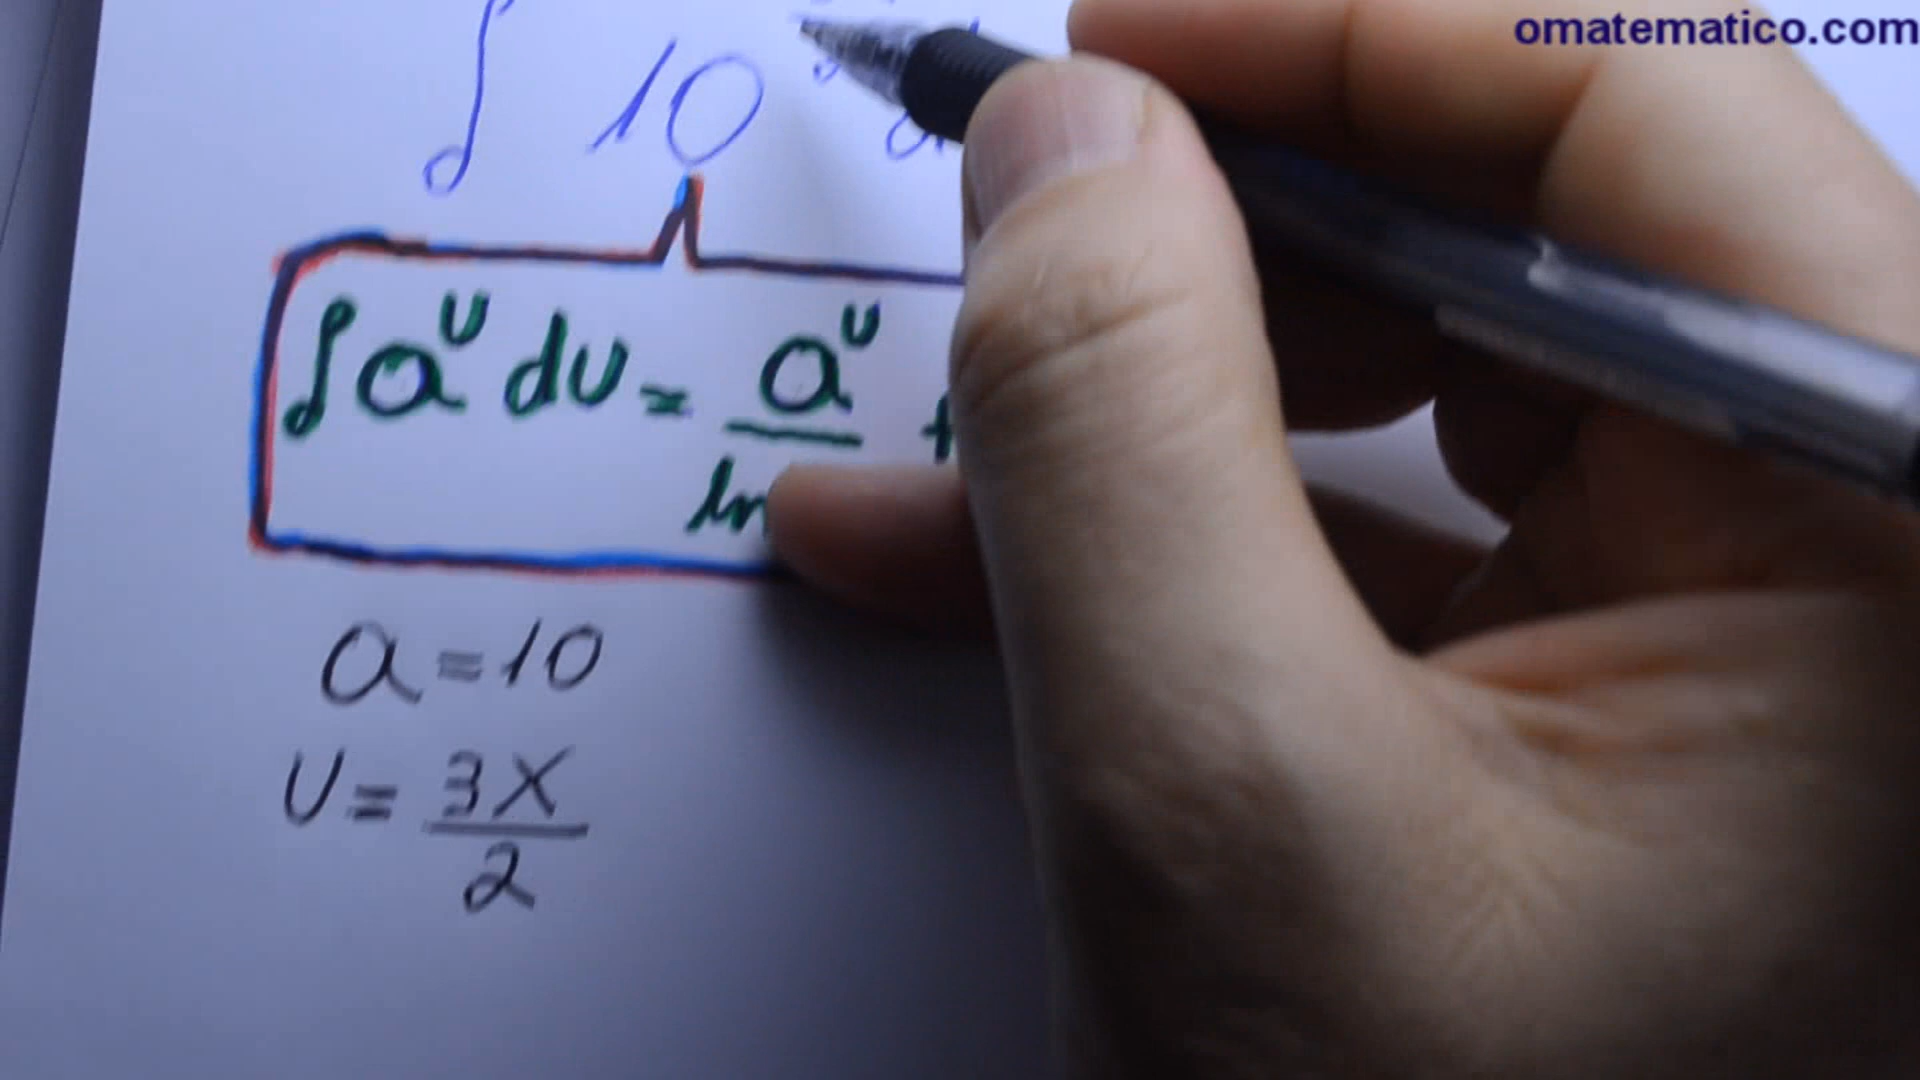 omatematico.com
∫ 10
∫ a^u du = a^u / ln +
a = 10
u = 3x / 2